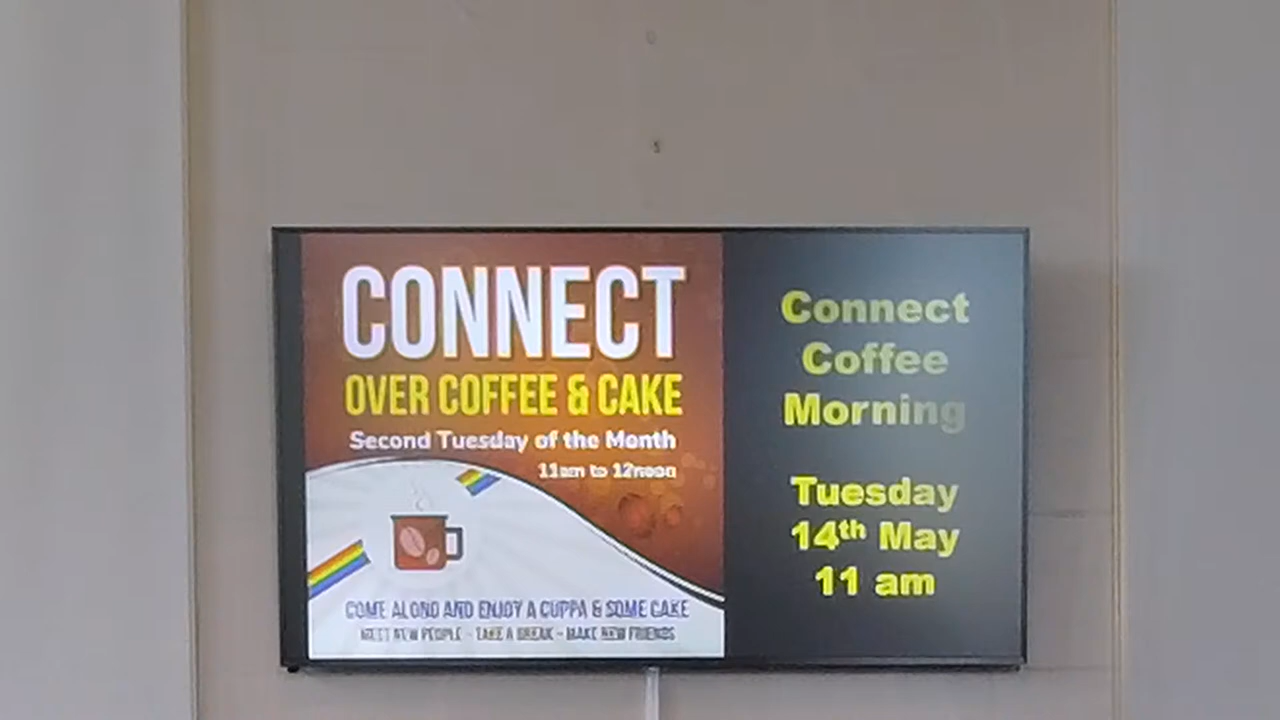 CONNECT
OVER COFFEE & CAKE
Second Tuesday of the Month
11am to 12noon
COME ALONG AND ENJOY A CUPPA & SOME CAKE
MEET NEW PEOPLE - TAKE A BREAK - MAKE NEW FRIENDS
Connect
Coffee
Morning
Tuesday
14th May
11 am